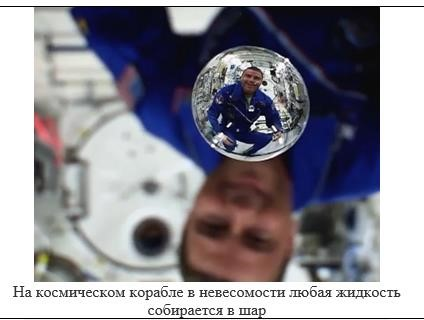 На космическом корабле в невесомости любая жидкость
собирается в шар